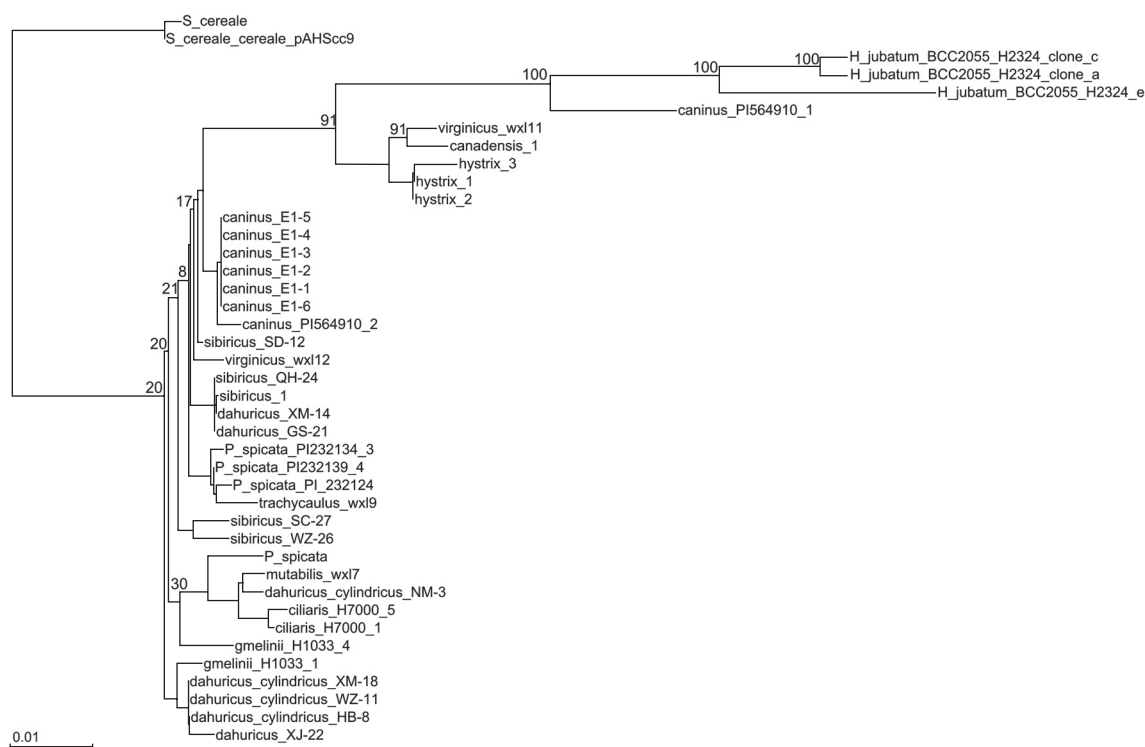 S_cereale
S_cereale_cereale_pAHScc9
100 H_jubatum_BCC2055_H2324_clone_c
100
100 H_jubatum_BCC2055_H2324_clone_a
H_jubatum_BCC2055_H2324_e
caninus_PI564910_1
91
91 virginicus_wxl11
canadensis_1
hystrix_3
hystrix_1
hystrix_2
17
caninus_E1-5
caninus_E1-4
caninus_E1-3
8 caninus_E1-2
21 caninus_E1-1
caninus_E1-6
caninus_PI564910_2
20 sibiricus_SD-12
virginicus_wxl12
sibiricus_QH-24
20
sibiricus_1
dahuricus_XM-14
dahuricus_GS-21
P_spicata_PI232134_3
P_spicata_PI232139_4
P_spicata_PI_232124
trachycaulus_wxl9
sibiricus_SC-27
sibiricus_WZ-26
P_spicata
mutabilis_wxl7
30
dahuricus_cylindricus_NM-3
ciliaris_H7000_5
ciliaris_H7000_1
gmelinii_H1033_4
gmelinii_H1033_1
dahuricus_cylindricus_XM-18
dahuricus_cylindricus_WZ-11
dahuricus_cylindricus_HB-8
dahuricus_XJ-22
0.01